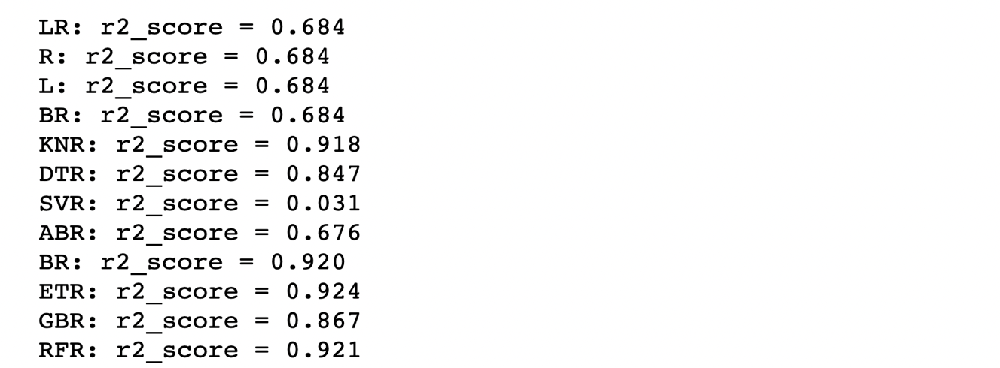 LR: r2_score = 0.684
R: r2_score = 0.684
L: r2_score = 0.684
BR: r2_score = 0.684
KNR: r2_score = 0.918
DTR: r2_score = 0.847
SVR: r2_score = 0.031
ABR: r2_score = 0.676
BR: r2_score = 0.920
ETR: r2_score = 0.924
GBR: r2_score = 0.867
RFR: r2_score = 0.921